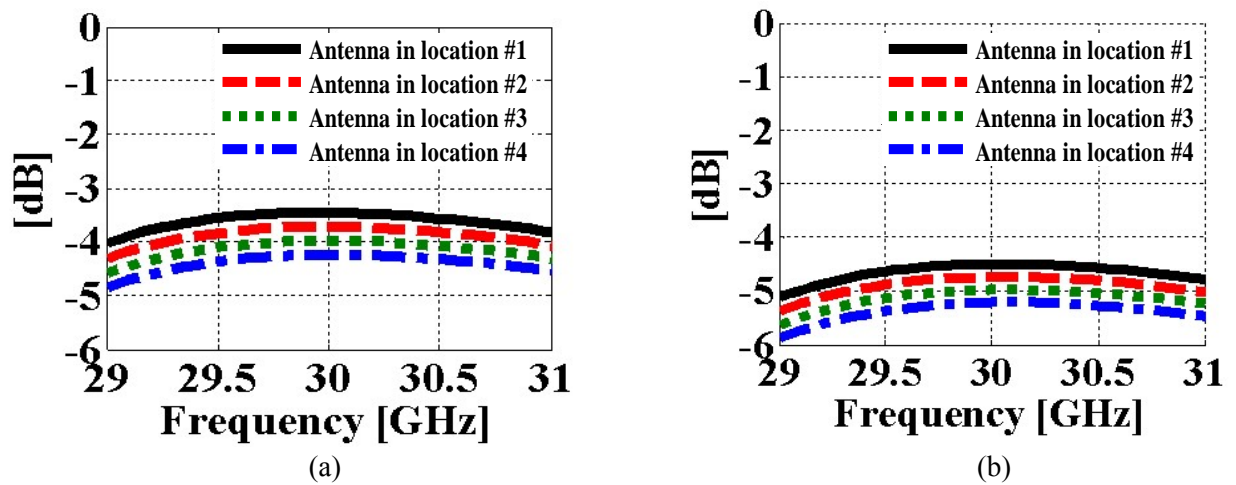 0
-1
-2
-3
-4
-5
-6
[dB]
Antenna in location #1
Antenna in location #2
Antenna in location #3
Antenna in location #4
29 29.5 30 30.5 31
Frequency [GHz]
(a)
0
-1
-2
-3
-4
-5
-6
[dB]
Antenna in location #1
Antenna in location #2
Antenna in location #3
Antenna in location #4
29 29.5 30 30.5 31
Frequency [GHz]
(b)